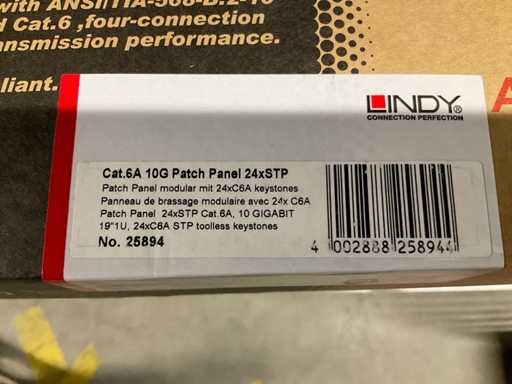 with ANSI/TIA-568-B.2-10
d Cat.6 ,four-connection
ansmission performance.
liant.
LINDY®
CONNECTION PERFECTION
Cat.6A 10G Patch Panel 24xSTP
Patch Panel modular mit 24xC6A keystones
Panneau de brassage modulaire avec 24x C6A
Patch Panel 24xSTP Cat.6A, 10 GIGABIT
19"1U, 24xC6A STP toolless keystones
No. 25894
4 002888 258944